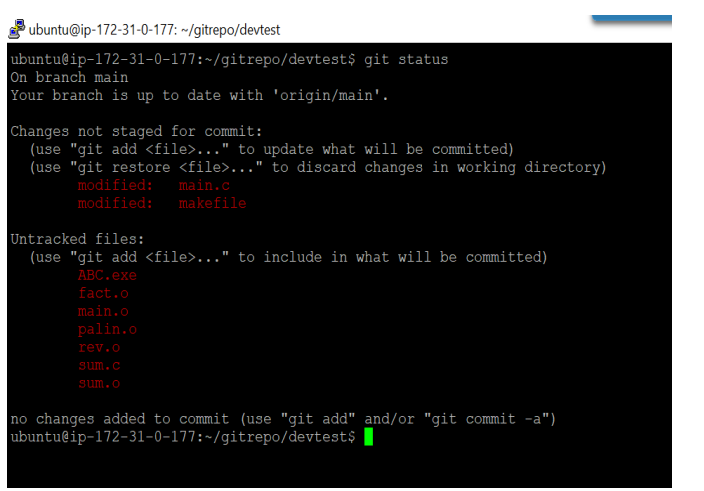 ubuntu@ip-172-31-0-177: ~/gitrepo/devtest
ubuntu@ip-172-31-0-177:~/gitrepo/devtest$ git status
On branch main
Your branch is up to date with 'origin/main'.
Changes not staged for commit:
  (use "git add <file>..." to update what will be committed)
  (use "git restore <file>..." to discard changes in working directory)
        modified:   main.c
        modified:   makefile
Untracked files:
  (use "git add <file>..." to include in what will be committed)
        ABC.exe
        fact.o
        main.o
        palin.o
        rev.o
        sum.c
        sum.o
no changes added to commit (use "git add" and/or "git commit -a")
ubuntu@ip-172-31-0-177:~/gitrepo/devtest$